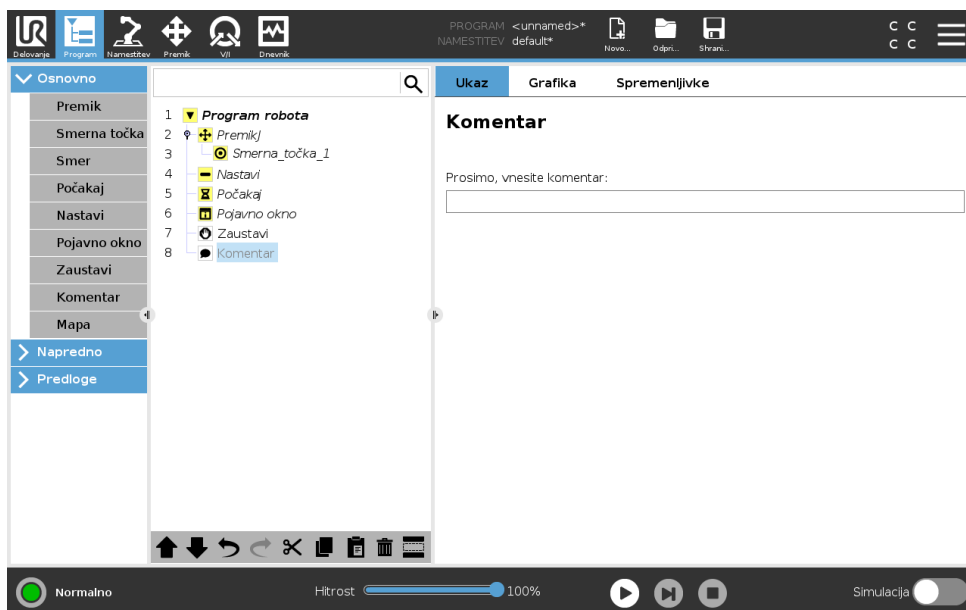 UR
Delovanje
Program
Namestitev
Premik
V/I
Dnevnik
PROGRAM <unnamed>*
NAMESTITEV default*
Novo...
Odpri...
Shrani...
C C
C C
Osnovno
Premik
Smerna točka
Smer
Počakaj
Nastavi
Pojavno okno
Zaustavi
Komentar
Mapa
Napredno
Predloge
1 Program robota
2 PremikJ
3 Smerna_točka_1
4 Nastavi
5 Počakaj
6 Pojavno okno
7 Zaustavi
8 Komentar
Ukaz
Grafika
Spremenljivke
Komentar
Prosimo, vnesite komentar:
Normalno
Hitrost
100%
Simulacija